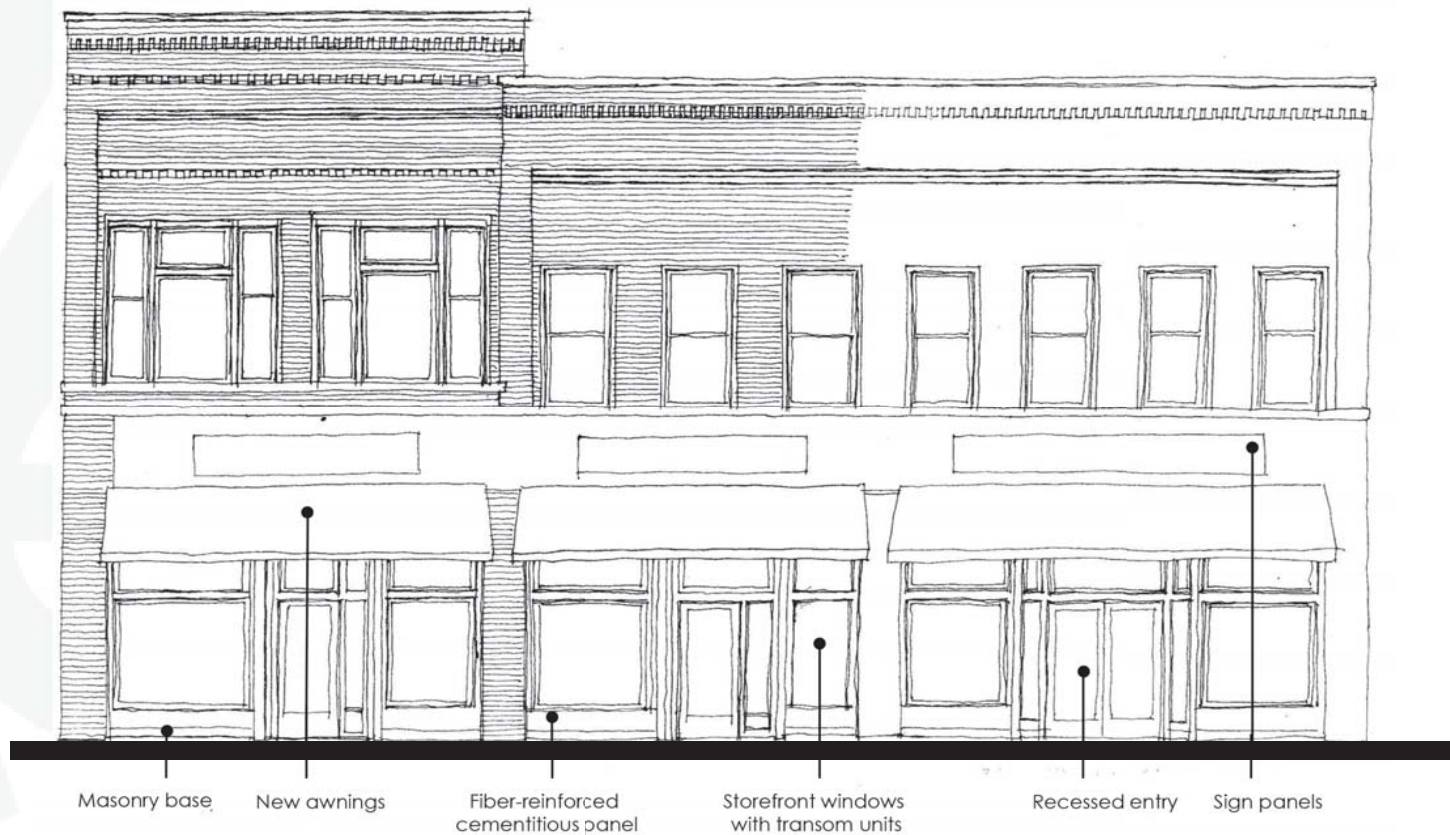 Masonry base
New awnings
Fiber-reinforced
cementitious panel
Storefront windows
with transom units
Recessed entry
Sign panels